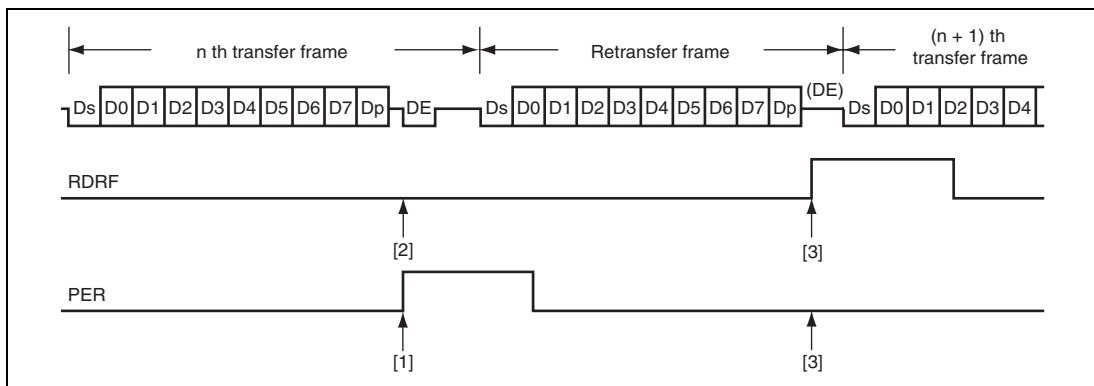 n th transfer frame
Retransfer frame
(n + 1) th
transfer frame
Ds D0 D1 D2 D3 D4 D5 D6 D7 Dp DE Ds D0 D1 D2 D3 D4 D5 D6 D7 Dp (DE) Ds D0 D1 D2 D3 D4
RDRF
[2] [3]
PER
[1] [3]